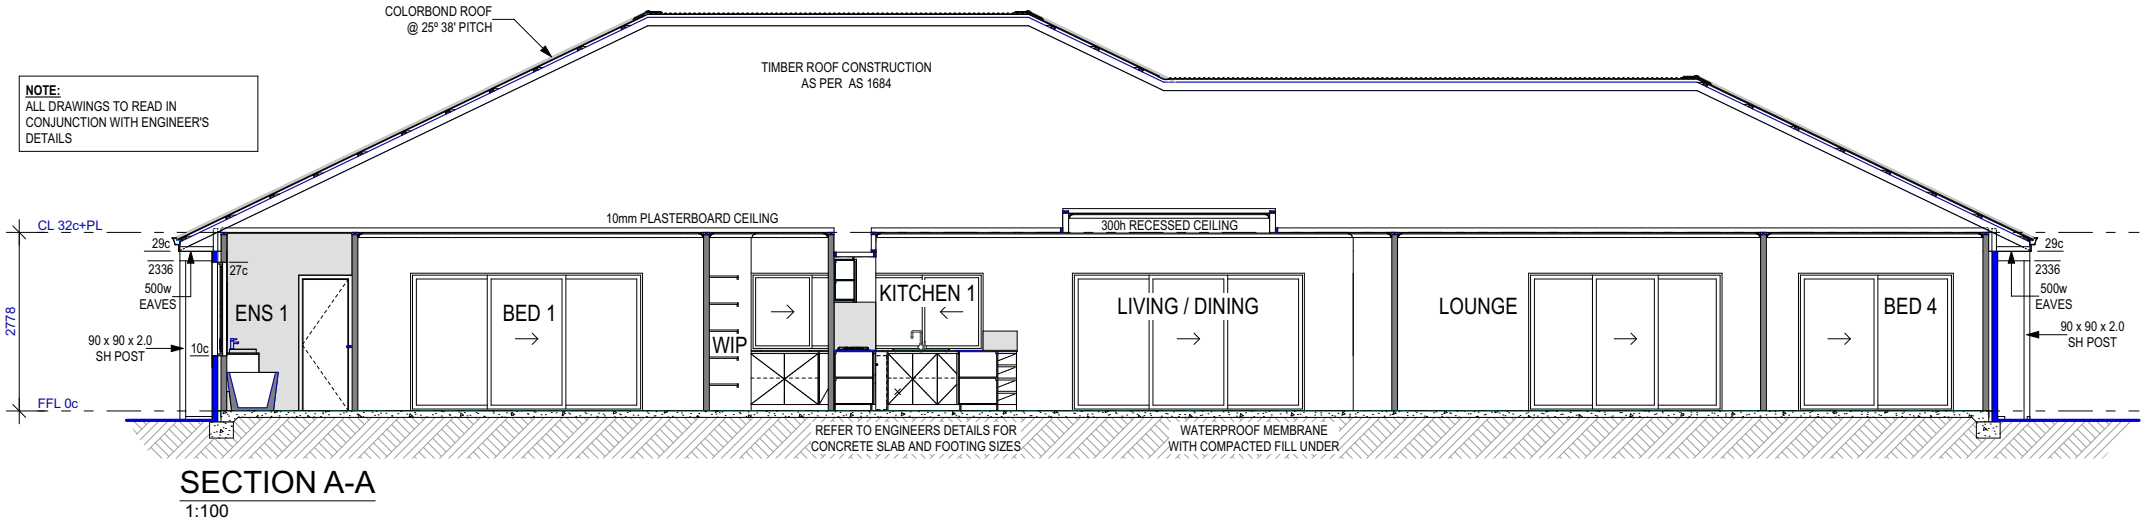 COLORBOND ROOF
@ 25° 38' PITCH
TIMBER ROOF CONSTRUCTION
AS PER AS 1684
NOTE:
ALL DRAWINGS TO READ IN
CONJUNCTION WITH ENGINEER'S
DETAILS
CL 32c+PL
10mm PLASTERBOARD CEILING
300h RECESSED CEILING
29c
2336
500w
EAVES
27c
29c
2336
500w
EAVES
ENS 1
BED 1
WIP
KITCHEN 1
LIVING / DINING
LOUNGE
BED 4
2778
90 x 90 x 2.0
SH POST
10c
90 x 90 x 2.0
SH POST
FFL 0c
REFER TO ENGINEERS DETAILS FOR
CONCRETE SLAB AND FOOTING SIZES
WATERPROOF MEMBRANE
WITH COMPACTED FILL UNDER
SECTION A-A
1:100